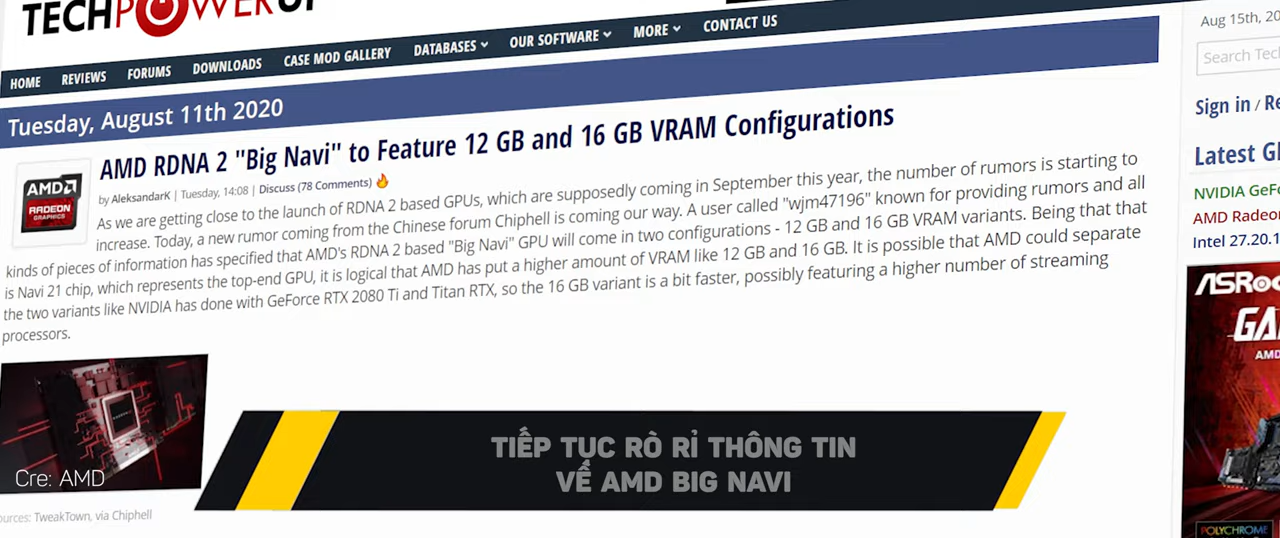 TECHPOWERUP
HOME REVIEWS FORUMS DOWNLOADS CASE MOD GALLERY DATABASES OUR SOFTWARE MORE CONTACT US
Aug 15th, 20
Search Tec
Sign in / Re
Tuesday, August 11th 2020
AMD RDNA 2 "Big Navi" to Feature 12 GB and 16 GB VRAM Configurations
by AleksandarK | Tuesday, 14:08 | Discuss (78 Comments)
AMD
RADEON
GRAPHICS
As we are getting close to the launch of RDNA 2 based GPUs, which are supposedly coming in September this year, the number of rumors is starting to
increase. Today, a new rumor coming from the Chinese forum Chiphell is coming our way. A user called "wjm47196" known for providing rumors and all
kinds of pieces of information has specified that AMD's RDNA 2 based "Big Navi" GPU will come in two configurations - 12 GB and 16 GB VRAM variants. Being that that
is Navi 21 chip, which represents the top-end GPU, it is logical that AMD has put a higher amount of VRAM like 12 GB and 16 GB. It is possible that AMD could separate
the two variants like NVIDIA has done with GeForce RTX 2080 Ti and Titan RTX, so the 16 GB variant is a bit faster, possibly featuring a higher number of streaming
processors.
Latest G
NVIDIA GeF
AMD Radeo
Intel 27.20.1
ASRoc
GA
AMD
POLYCHROME
TIẾP TỤC RÒ RỈ THÔNG TIN
VỀ AMD BIG NAVI
Cre: AMD
ources: TweakTown, via Chiphell